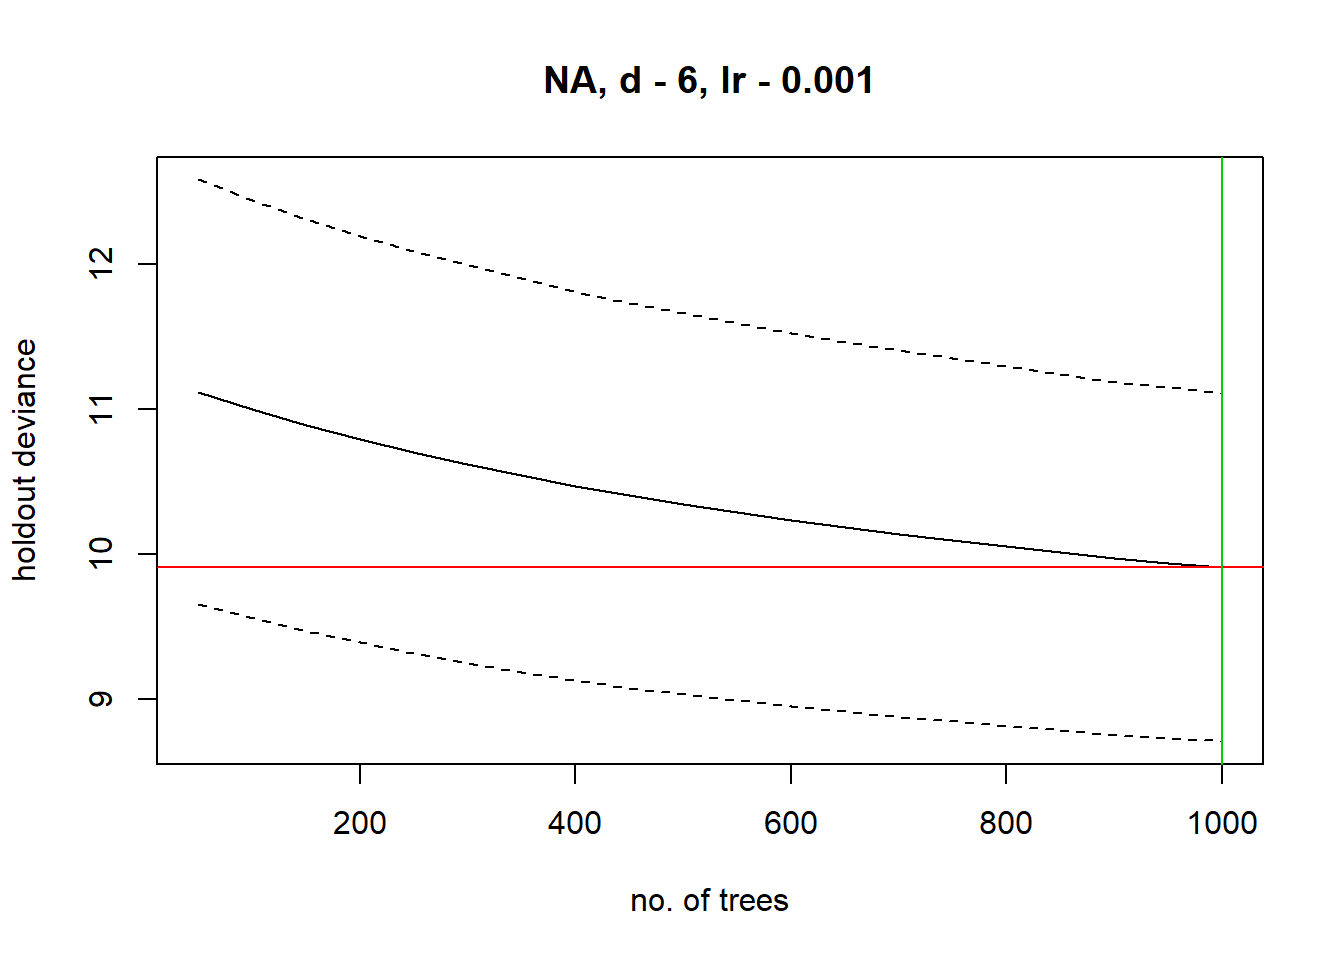 NA, d - 6, lr - 0.001
holdout deviance
12
11
10
9
200 400 600 800 1000
no. of trees